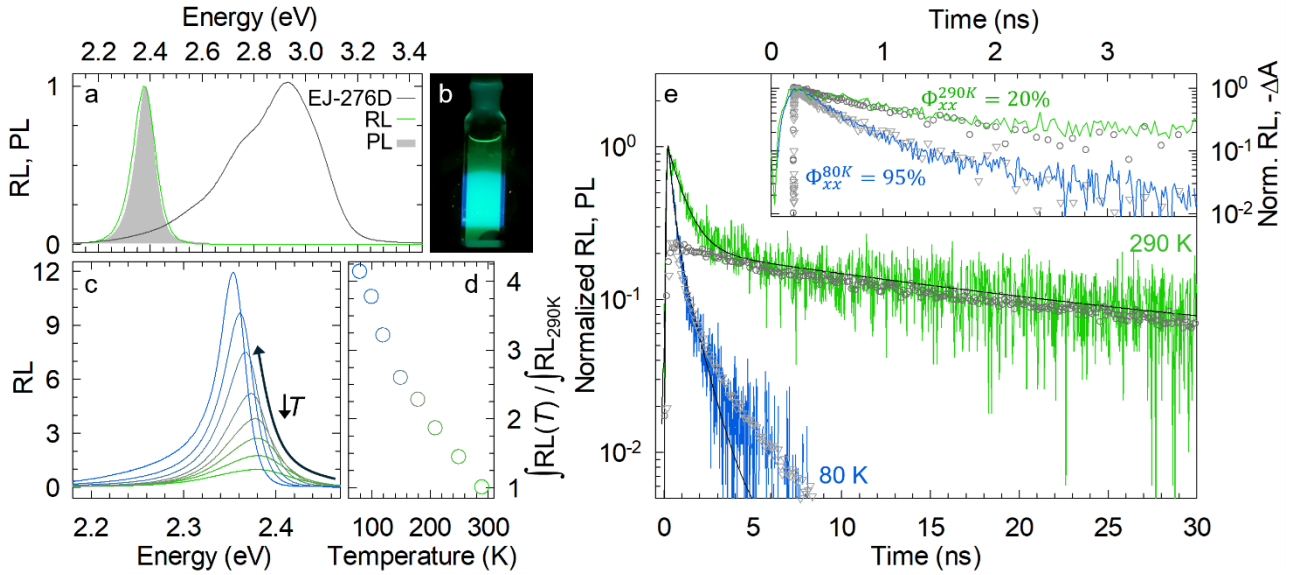 Energy (eV)
2.2 2.4 2.6 2.8 3.0 3.2 3.4
RL, PL
1
0
a
EJ-276D
RL
PL
b
RL
12
9
6
3
0
c
↓T
2.2 2.3 2.4
Energy (eV)
d
4
3
2
1
∫RL(T) / ∫RL290K
100 200 300
Temperature (K)
Time (ns)
0 1 2 3
e
Φxx^290K = 20%
Φxx^80K = 95%
10^0
10^-1
10^-2
Norm. RL, -ΔA
Normalized RL, PL
10^0
10^-1
10^-2
290 K
80 K
0 5 10 15 20 25 30
Time (ns)